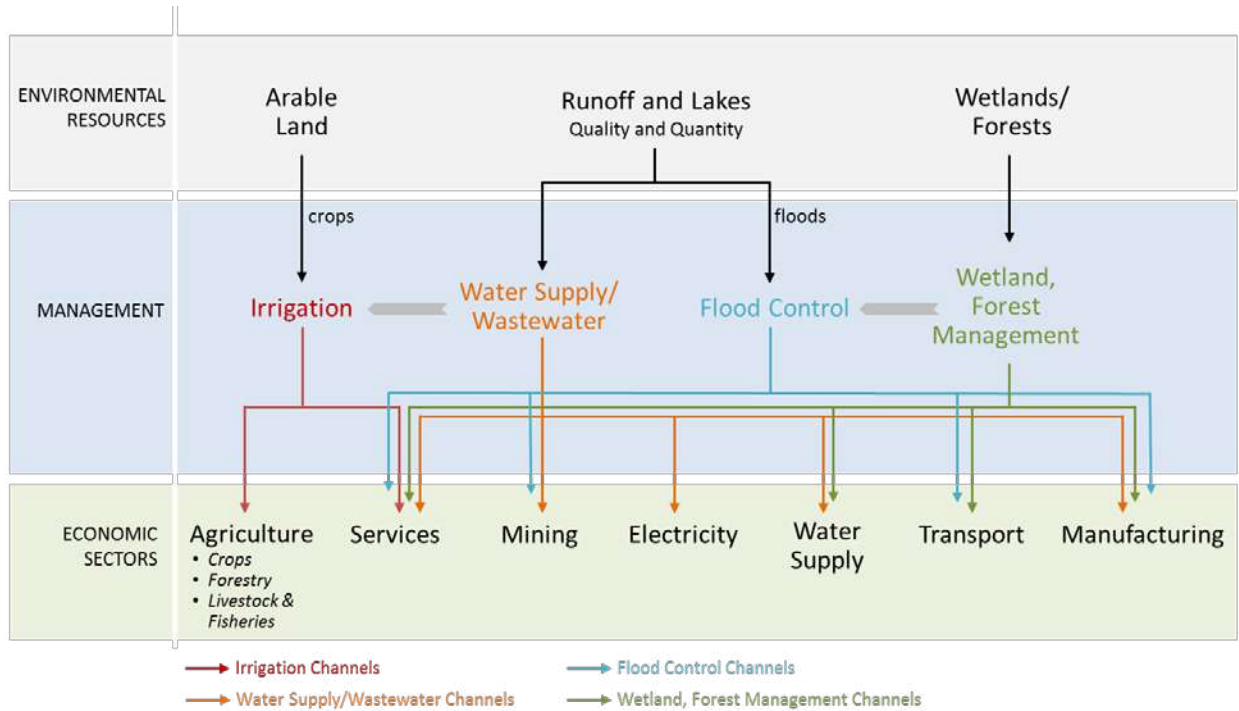 ENVIRONMENTAL
RESOURCES
Arable
Land
Runoff and Lakes
Quality and Quantity
Wetlands/
Forests
crops
floods
MANAGEMENT
Irrigation
Water Supply/
Wastewater
Flood Control
Wetland,
Forest
Management
ECONOMIC
SECTORS
Agriculture
• Crops
• Forestry
• Livestock &
Fisheries
Services
Mining
Electricity
Water
Supply
Transport
Manufacturing
Irrigation Channels
Flood Control Channels
Water Supply/Wastewater Channels
Wetland, Forest Management Channels